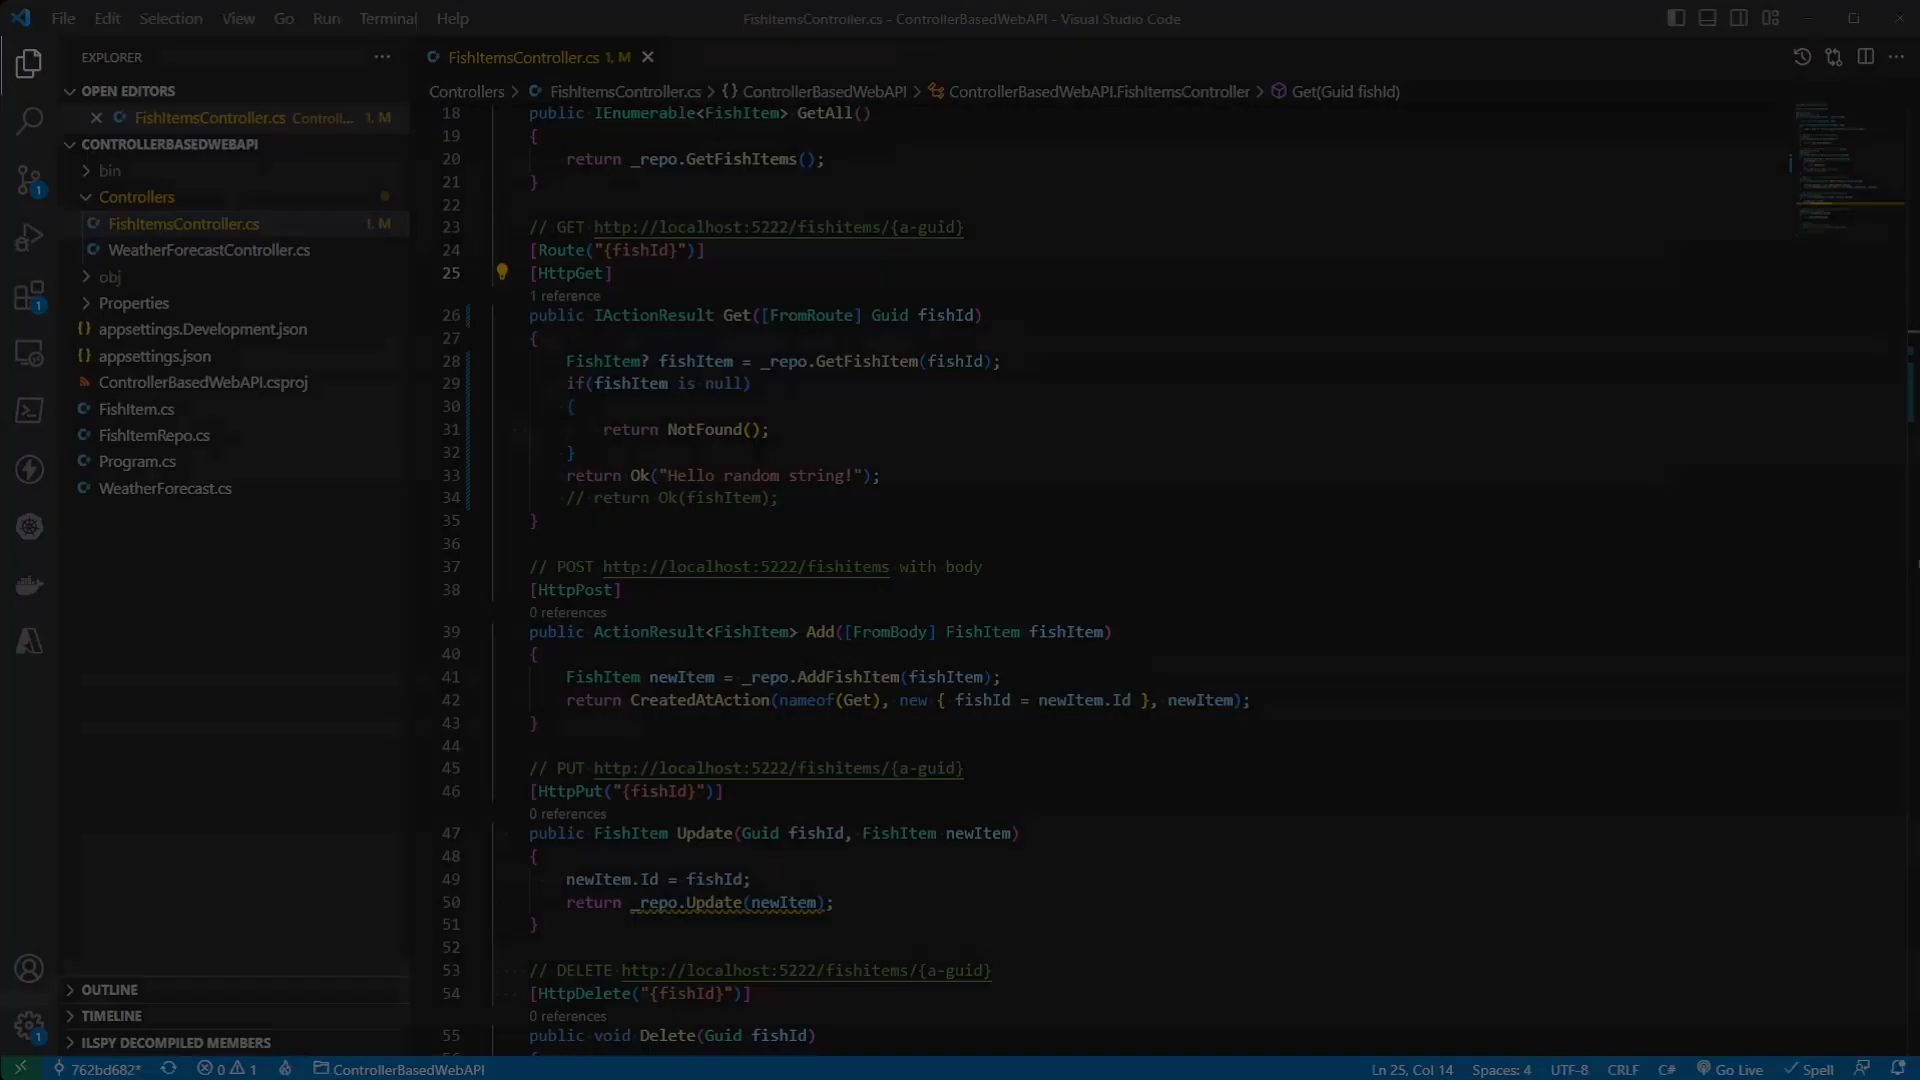 File Edit Selection View Go Run Terminal Help
FishItemsController.cs - ControllerBasedWebAPI - Visual Studio Code
EXPLORER
FishItemsController.cs 1, M
OPEN EDITORS
FishItemsController.cs Controll... 1, M
CONTROLLERBASEDWEBAPI
bin
Controllers
FishItemsController.cs 1, M
WeatherForecastController.cs
obj
Properties
appsettings.Development.json
appsettings.json
ControllerBasedWebAPI.csproj
FishItem.cs
FishItemRepo.cs
Program.cs
WeatherForecast.cs
OUTLINE
TIMELINE
ILSPY DECOMPILED MEMBERS
Controllers > FishItemsController.cs > {} ControllerBasedWebAPI > ControllerBasedWebAPI.FishItemsController > Get(Guid fishId)
18 public IEnumerable<FishItem> GetAll()
19 {
20 return _repo.GetFishItems();
21 }
22
23 // GET http://localhost:5222/fishitems/{a-guid}
24 [Route("{fishId}")]
25 [HttpGet]
1 reference
26 public IActionResult Get([FromRoute] Guid fishId)
27 {
28 FishItem? fishItem = _repo.GetFishItem(fishId);
29 if(fishItem is null)
30 {
31 return NotFound();
32 }
33 return Ok("Hello random string!");
34 // return Ok(fishItem);
35 }
36
37 // POST http://localhost:5222/fishitems with body
38 [HttpPost]
0 references
39 public ActionResult<FishItem> Add([FromBody] FishItem fishItem)
40 {
41 FishItem newItem = _repo.AddFishItem(fishItem);
42 return CreatedAtAction(nameof(Get), new { fishId = newItem.Id }, newItem);
43 }
44
45 // PUT http://localhost:5222/fishitems/{a-guid}
46 [HttpPut("{fishId}")]
0 references
47 public FishItem Update(Guid fishId, FishItem newItem)
48 {
49 newItem.Id = fishId;
50 return _repo.Update(newItem);
51 }
52
53 // DELETE http://localhost:5222/fishitems/{a-guid}
54 [HttpDelete("{fishId}")]
0 references
55 public void Delete(Guid fishId)
762bd682* 0 1 ControllerBasedWebAPI Ln 25, Col 14 Spaces: 4 UTF-8 CRLF C# Go Live Spell